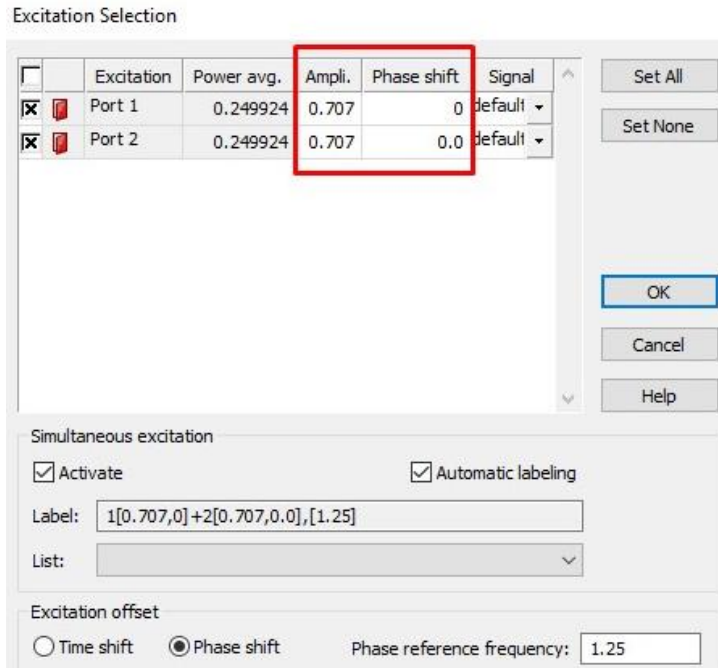 Excitation Selection
Excitation Power avg. Ampli. Phase shift Signal
Port 1 0.249924 0.707 0 default
Port 2 0.249924 0.707 0.0 default
Set All
Set None
OK
Cancel
Help
Simultaneous excitation
Activate Automatic labeling
Label: 1[0.707,0]+2[0.707,0.0],[1.25]
List:
Excitation offset
Time shift Phase shift Phase reference frequency: 1.25